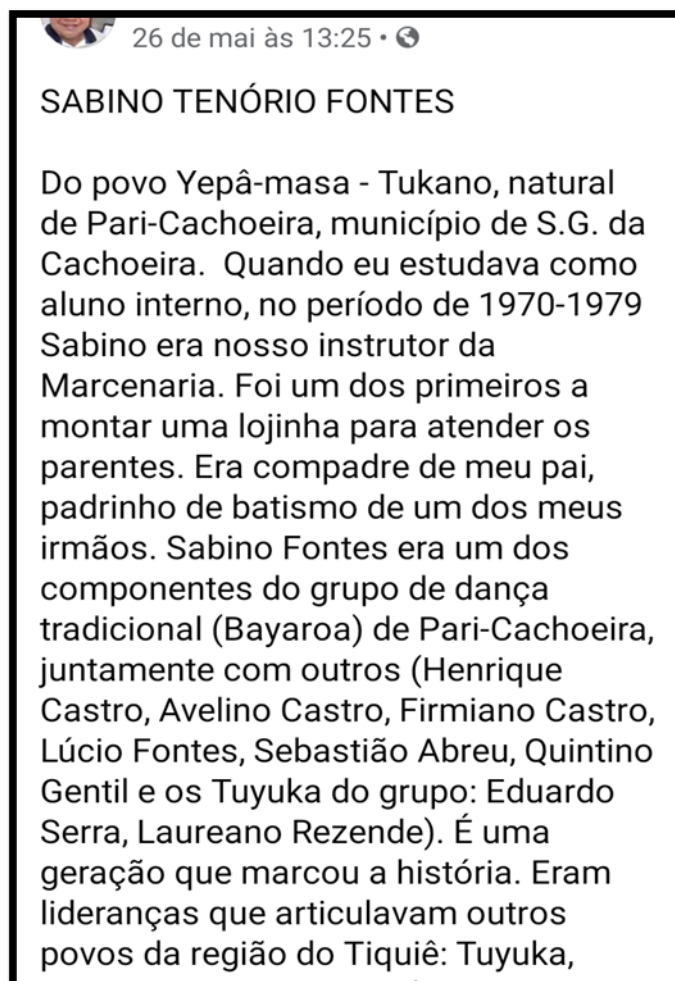 26 de mai às 13:25 •
SABINO TENÓRIO FONTES
Do povo Yepâ-masa - Tukano, natural
de Pari-Cachoeira, município de S.G. da
Cachoeira.  Quando eu estudava como
aluno interno, no período de 1970-1979
Sabino era nosso instrutor da
Marcenaria. Foi um dos primeiros a
montar uma lojinha para atender os
parentes. Era compadre de meu pai,
padrinho de batismo de um dos meus
irmãos. Sabino Fontes era um dos
componentes do grupo de dança
tradicional (Bayaroa) de Pari-Cachoeira,
juntamente com outros (Henrique
Castro, Avelino Castro, Firmiano Castro,
Lúcio Fontes, Sebastião Abreu, Quintino
Gentil e os Tuyuka do grupo: Eduardo
Serra, Laureano Rezende). É uma
geração que marcou a história. Eram
lideranças que articulavam outros
povos da região do Tiquiê: Tuyuka,